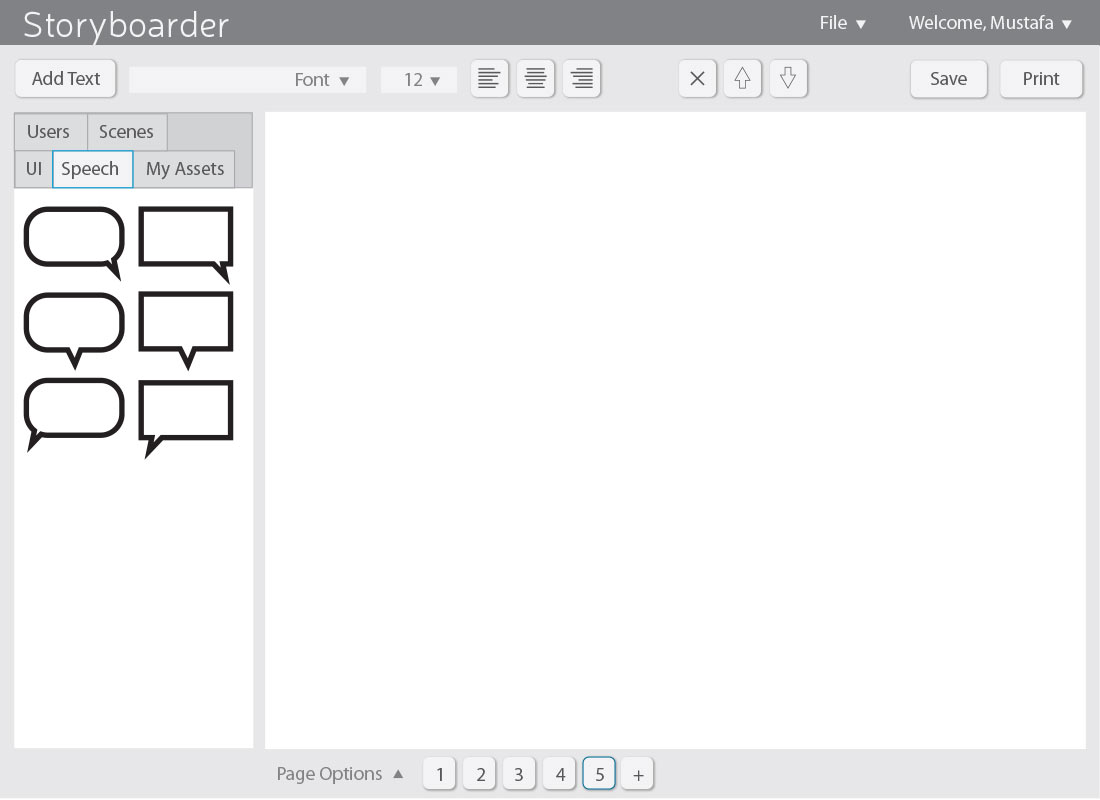 Storyboarder
File ▼ Welcome, Mustafa ▼
Add Text Font ▼ 12 ▼ Save Print
Users Scenes
UI Speech My Assets
Page Options ▲ 1 2 3 4 5 +